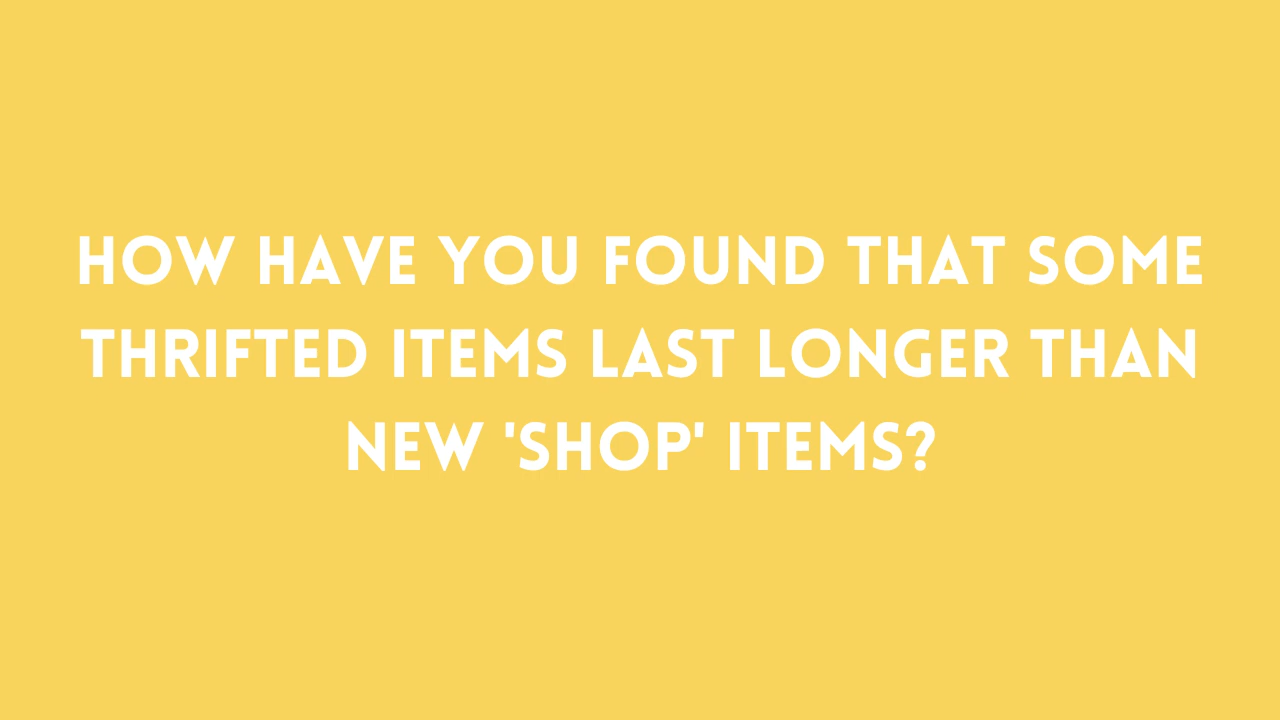 HOW HAVE YOU FOUND THAT SOME
THRIFTED ITEMS LAST LONGER THAN
NEW 'SHOP' ITEMS?